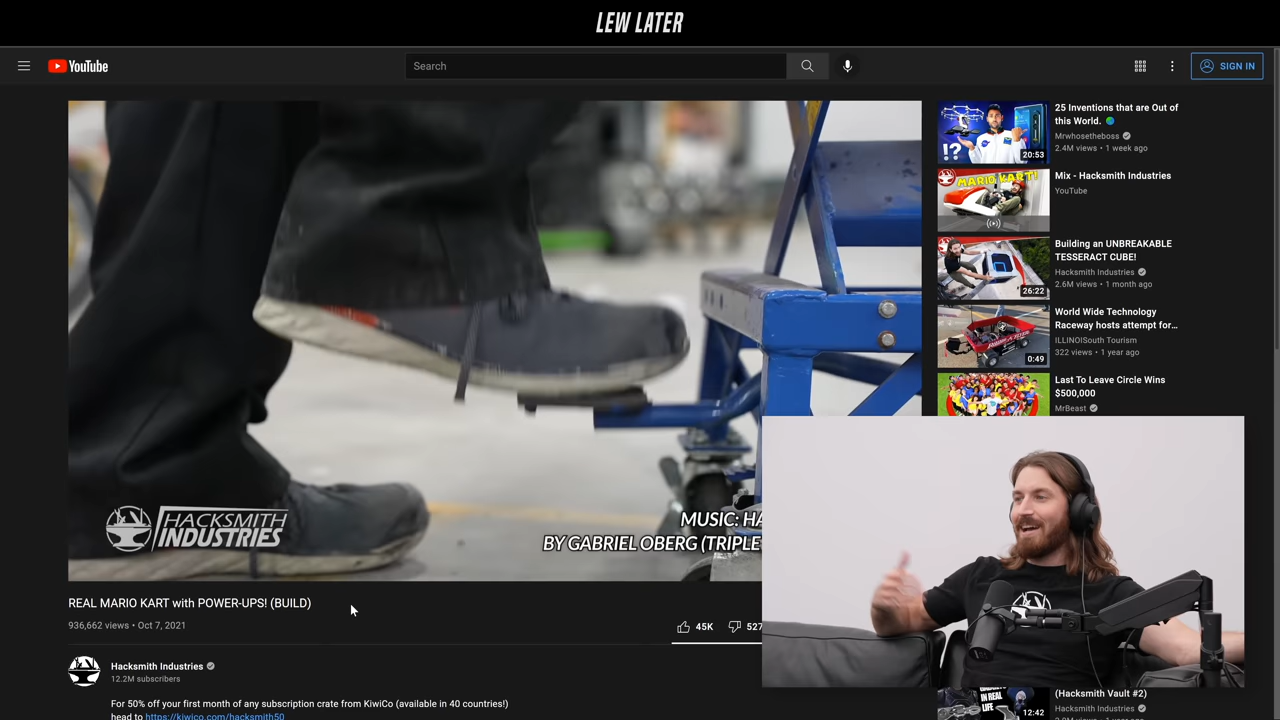 LEW LATER
YouTube
Search
SIGN IN
HACKSMITH
INDUSTRIES
MUSIC: HA
BY GABRIEL OBERG (TRIPLE
REAL MARIO KART with POWER-UPS! (BUILD)
936,662 views • Oct 7, 2021
45K
527
Hacksmith Industries
12.2M subscribers
For 50% off your first month of any subscription crate from KiwiCo (available in 40 countries!)
head to https://kiwico.com/hacksmith50
!?
20:53
25 Inventions that are Out of
this World.
Mrwhosetheboss
2.4M views • 1 week ago
MARIO KART!
Mix - Hacksmith Industries
YouTube
26:22
Building an UNBREAKABLE
TESSERACT CUBE!
Hacksmith Industries
2.6M views • 1 month ago
0:49
World Wide Technology
Raceway hosts attempt for...
ILLINOISouth Tourism
322 views • 1 year ago
Last To Leave Circle Wins
$500,000
MrBeast
12:42
(Hacksmith Vault #2)
Hacksmith Industries